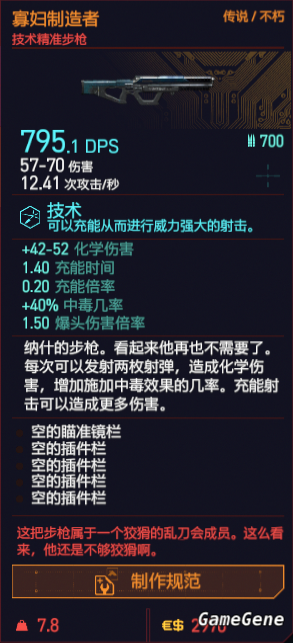 寡妇制造者
传说 / 不朽
技术精准步枪
795.1 DPS
700
57-70 伤害
12.41 次攻击/秒
技术
可以充能从而进行威力强大的射击。
+42-52 化学伤害
1.40 充能时间
0.20 充能倍率
+40% 中毒几率
1.50 爆头伤害倍率
纳什的步枪。看起来他再也不需要了。
每次可以发射两枚射弹，造成化学伤
害，增加施加中毒效果的几率。充能射
击可以造成更多伤害。
空的瞄准镜栏
空的插件栏
空的插件栏
空的插件栏
空的插件栏
这把步枪属于一个狡猾的乱刀会成员。这么看
来，他还是不够狡猾啊。
制作规范
7.8
€$
GameGene